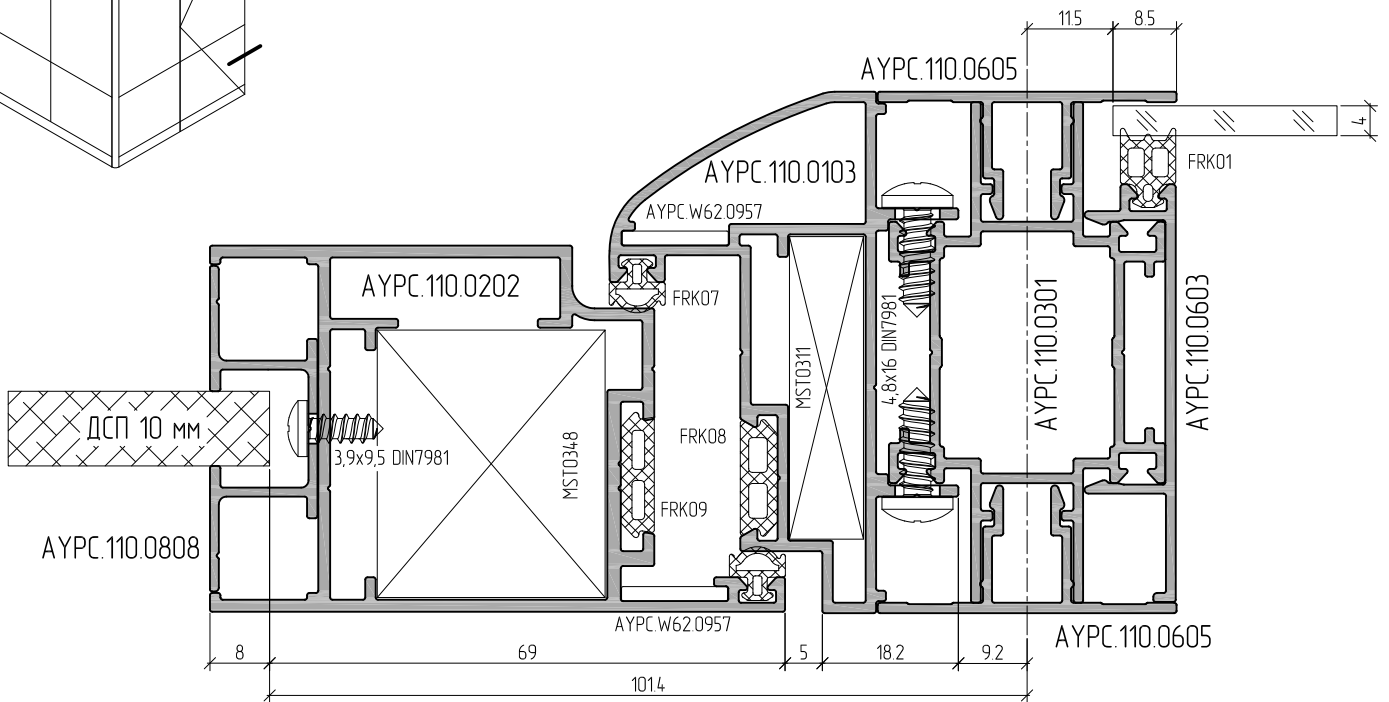 11.5
8.5
AYPC.110.0605
4
FRK01
AYPC.110.0103
AYPC.W62.0957
AYPC.110.0202
FRK07
AYPC.110.0603
AYPC.110.0301
4,8x16 DIN7981
MST0311
ДСП 10 мм
FRK08
3,9x9,5 DIN7981
MST0348
FRK09
AYPC.110.0808
AYPC.W62.0957
AYPC.110.0605
8
69
5
18.2
9.2
101.4